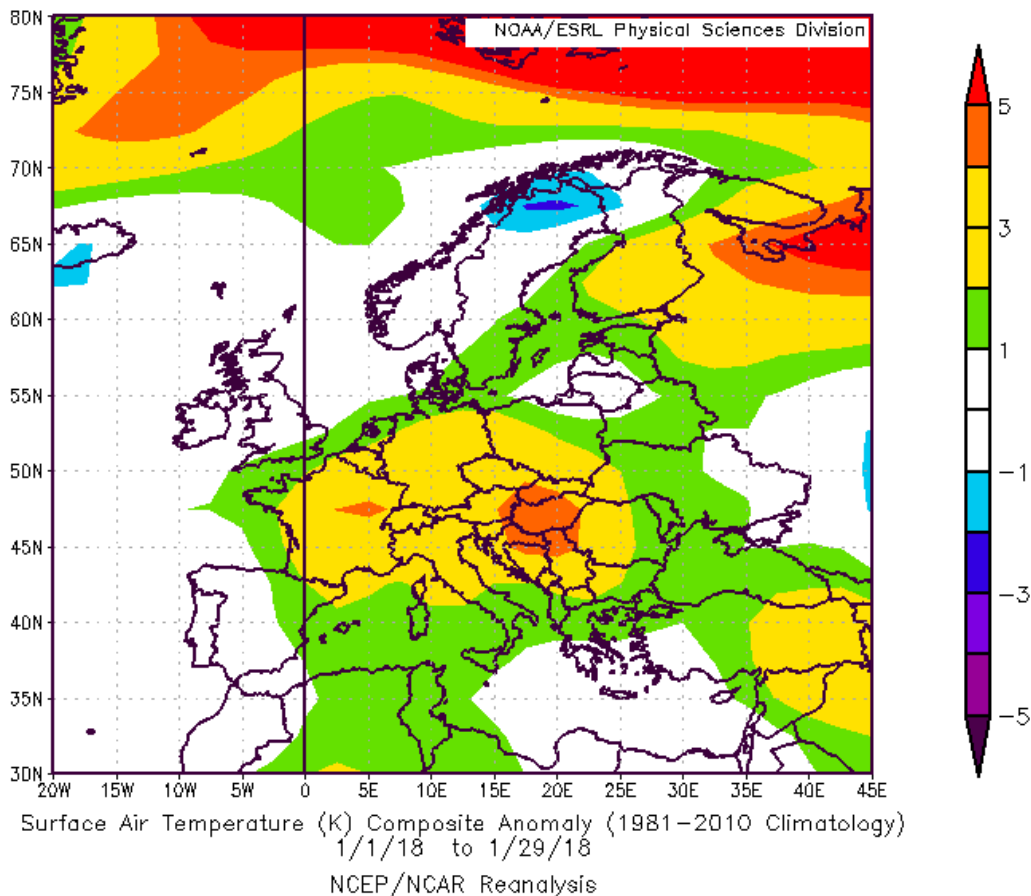 NOAA/ESRL Physical Sciences Division
80N
75N
70N
65N
60N
55N
50N
45N
40N
35N
30N
20W 15W 10W 5W 0 5E 10E 15E 20E 25E 30E 35E 40E 45E
5
3
1
−1
−3
−5
Surface Air Temperature (K) Composite Anomaly (1981−2010 Climatology)
1/1/18 to 1/29/18
NCEP/NCAR Reanalysis